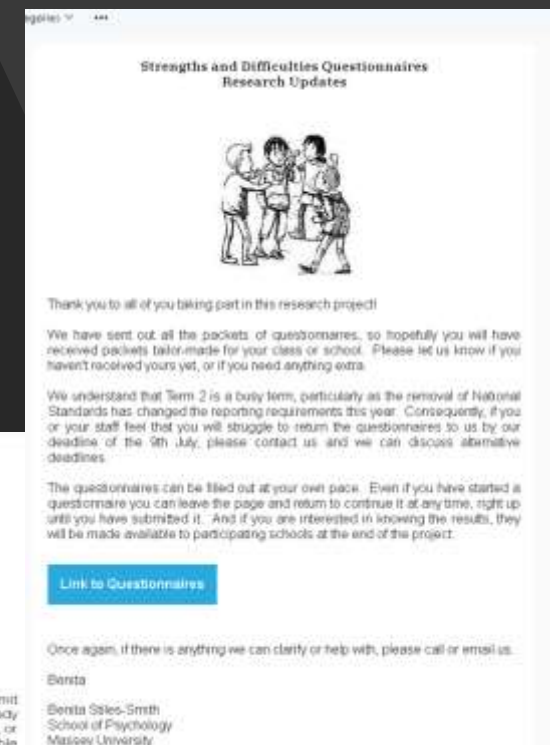 egories ...
Strengths and Difficulties Questionnaires
Research Updates
Thank you to all of you taking part in this research project!
We have sent out all the packets of questionnaires, so hopefully you will have
received packets tailor-made for your class or school. Please let us know if you
haven't received yours yet, or if you need anything extra.
We understand that Term 2 is a busy term, particularly as the removal of National
Standards has changed the reporting requirements this year. Consequently, if you
or your staff feel that you will struggle to return the questionnaires to us by our
deadline of the 9th July, please contact us and we can discuss alternative
deadlines.
The questionnaires can be filled out at your own pace. Even if you have started a
questionnaire you can leave the page and return to continue it at any time, right up
until you have submitted it. And if you are interested in knowing the results, they
will be made available to participating schools at the end of the project.
Link to Questionnaires
Once again, if there is anything we can clarify or help with, please call or email us.
Benita
Benita Stiles-Smith
School of Psychology
Massey University
or